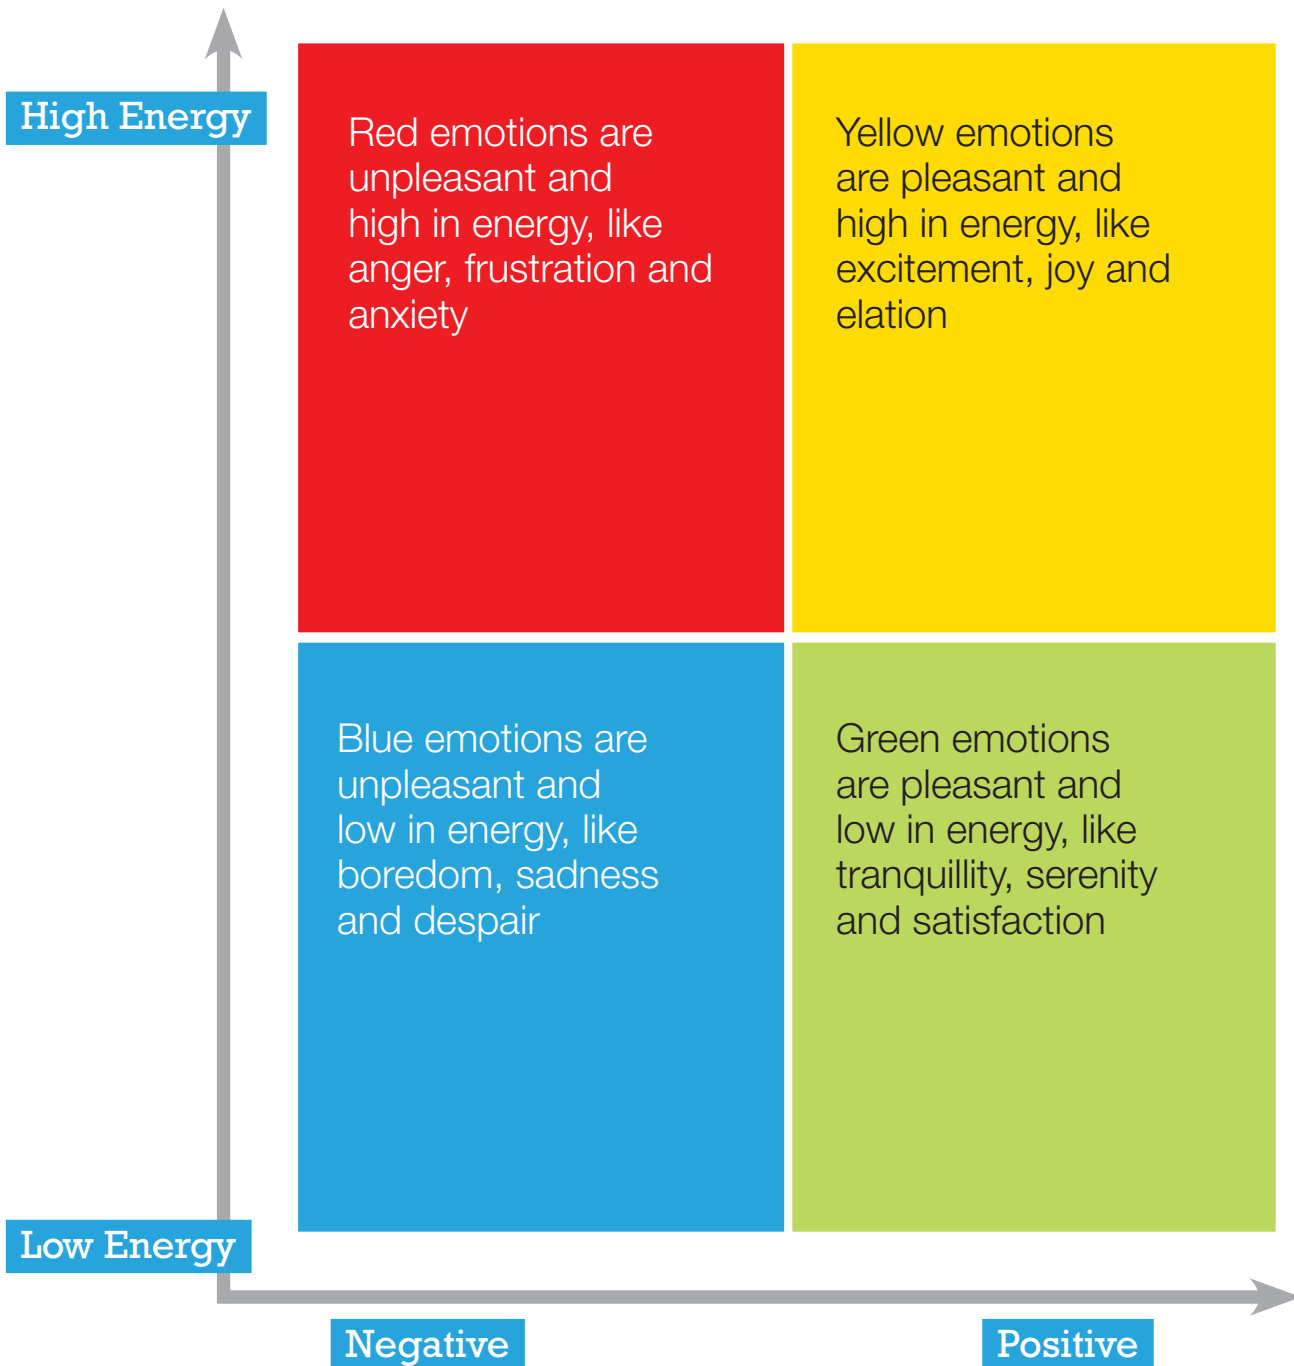 High Energy
Red emotions are
unpleasant and
high in energy, like
anger, frustration and
anxiety
Yellow emotions
are pleasant and
high in energy, like
excitement, joy and
elation
Blue emotions are
unpleasant and
low in energy, like
boredom, sadness
and despair
Green emotions
are pleasant and
low in energy, like
tranquillity, serenity
and satisfaction
Low Energy
Negative
Positive